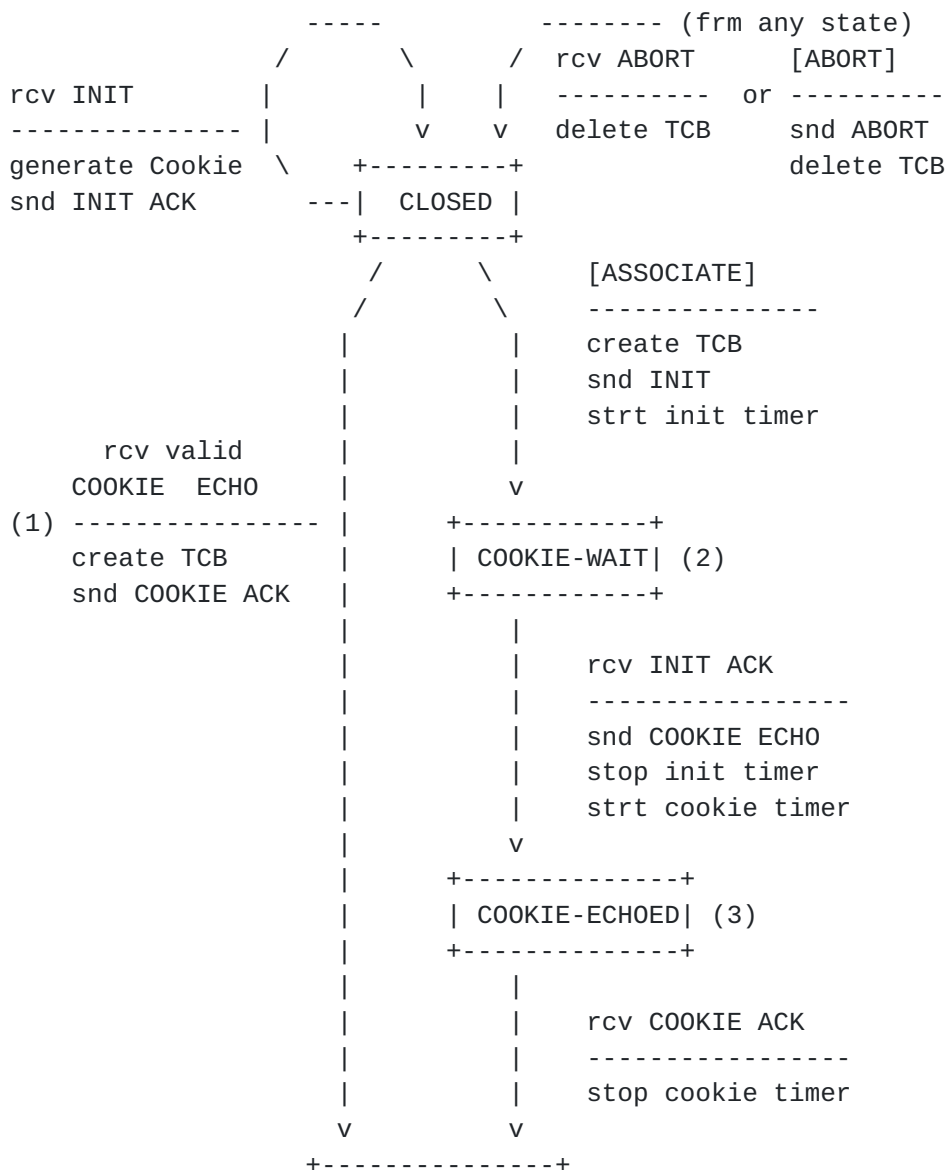 -----          -------- (frm any state)
                 /       \      /  rcv ABORT      [ABORT]
rcv INIT        |         |    |   ----------  or ----------
--------------- |         v    v   delete TCB     snd ABORT
generate Cookie  \    +---------+                 delete TCB
snd INIT ACK       ---|  CLOSED |
                      +---------+
                       /      \      [ASSOCIATE]
                      /        \     ---------------
                     |          |    create TCB
                     |          |    snd INIT
                     |          |    strt init timer
      rcv valid      |          |
    COOKIE  ECHO     |          v
(1) ---------------- |      +------------+
    create TCB       |      | COOKIE-WAIT| (2)
    snd COOKIE ACK   |      +------------+
                     |          |
                     |          |    rcv INIT ACK
                     |          |    -----------------
                     |          |    snd COOKIE ECHO
                     |          |    stop init timer
                     |          |    strt cookie timer
                     |          v
                     |      +--------------+
                     |      | COOKIE-ECHOED| (3)
                     |      +--------------+
                     |          |
                     |          |    rcv COOKIE ACK
                     |          |    -----------------
                     |          |    stop cookie timer
                     v          v
                   +---------------+